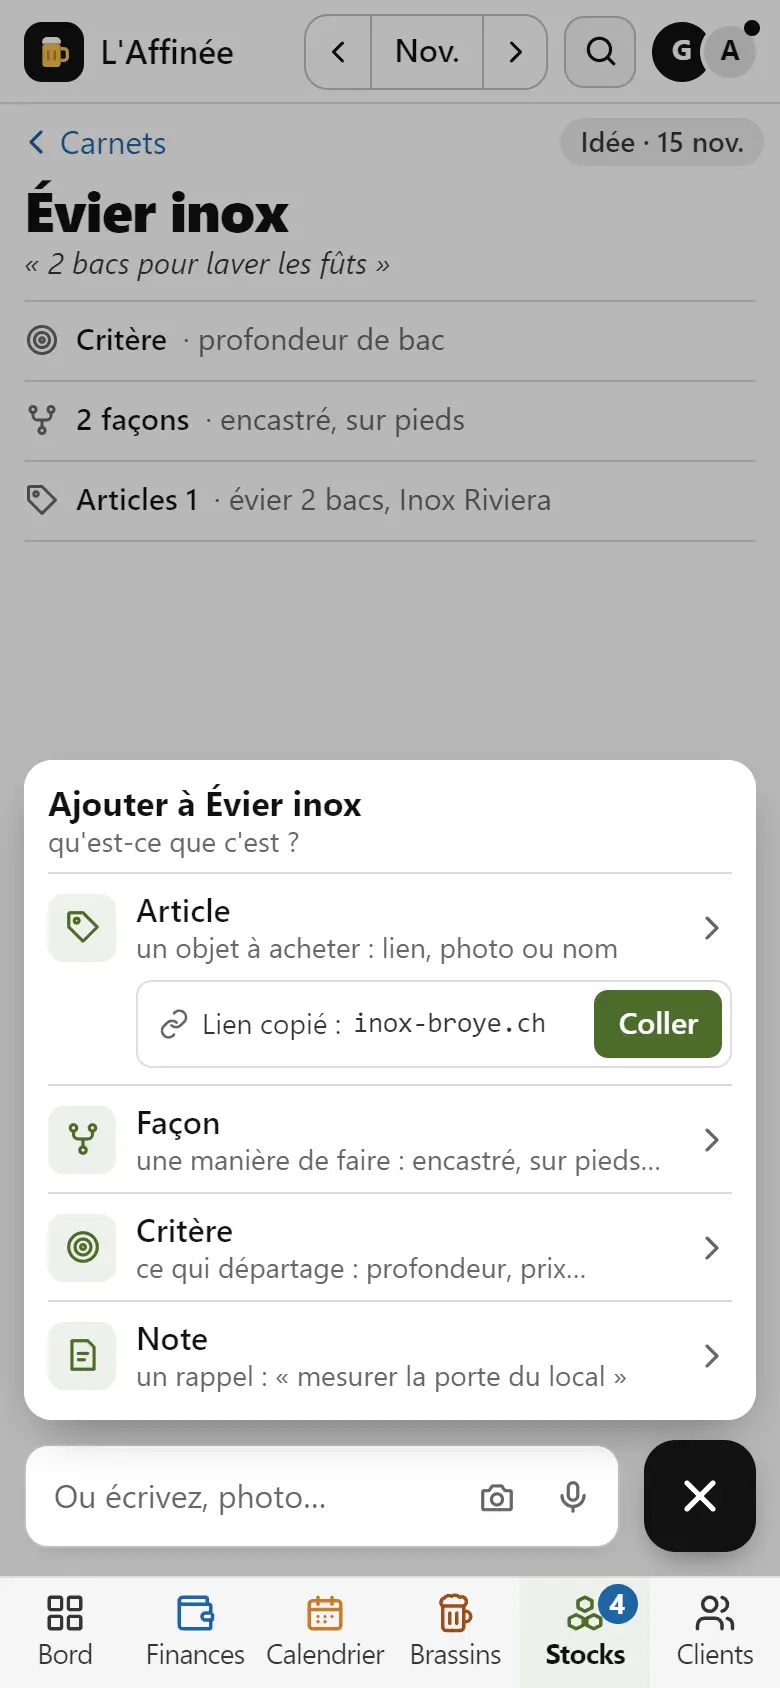 L'Affinée
Nov.
G
A
Carnets
Idée · 15 nov.
Évier inox
« 2 bacs pour laver les fûts »
Critère · profondeur de bac
2 façons · encastré, sur pieds
Articles 1 · évier 2 bacs, Inox Riviera
Ajouter à Évier inox
qu'est-ce que c'est ?
Article
un objet à acheter : lien, photo ou nom
Lien copié : inox-broye.ch
Coller
Façon
une manière de faire : encastré, sur pieds...
Critère
ce qui départage : profondeur, prix...
Note
un rappel : « mesurer la porte du local »
Ou écrivez, photo...
4
Bord
Finances
Calendrier
Brassins
Stocks
Clients